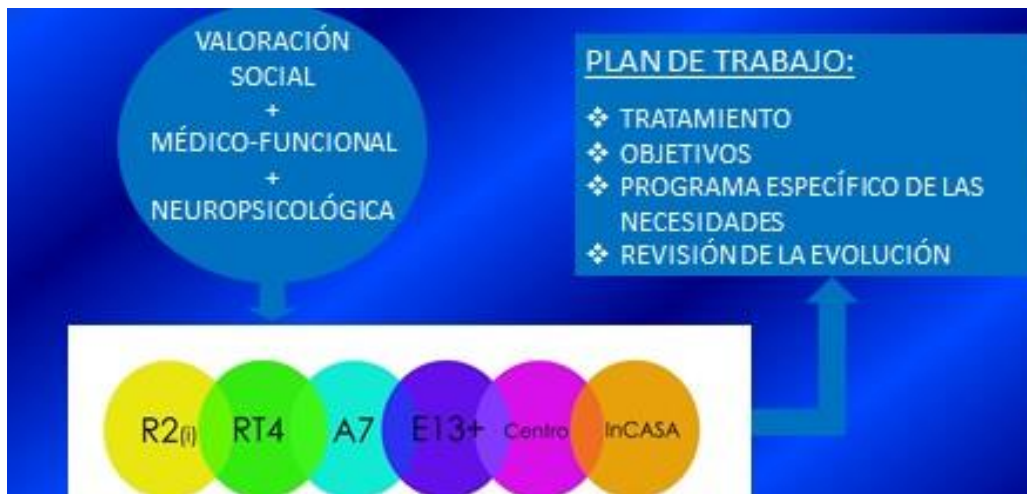 VALORACIÓN
SOCIAL
+
MÉDICO-FUNCIONAL
+
NEUROPSICOLÓGICA
PLAN DE TRABAJO:
❖ TRATAMIENTO
❖ OBJETIVOS
❖ PROGRAMA ESPECÍFICO DE LAS
NECESIDADES
❖ REVISIÓN DE LA EVOLUCIÓN
R2(i) RT4 A7 E13+ Centro InCASA